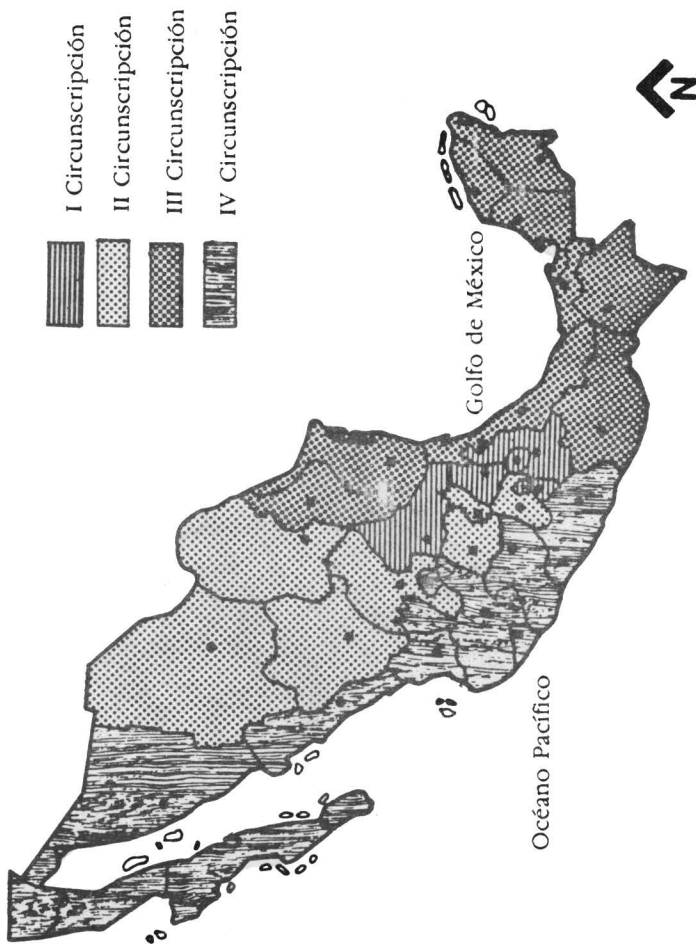 I Circunscripción
II Circunscripción
III Circunscripción
IV Circunscripción
Golfo de México
Océano Pacífico
N